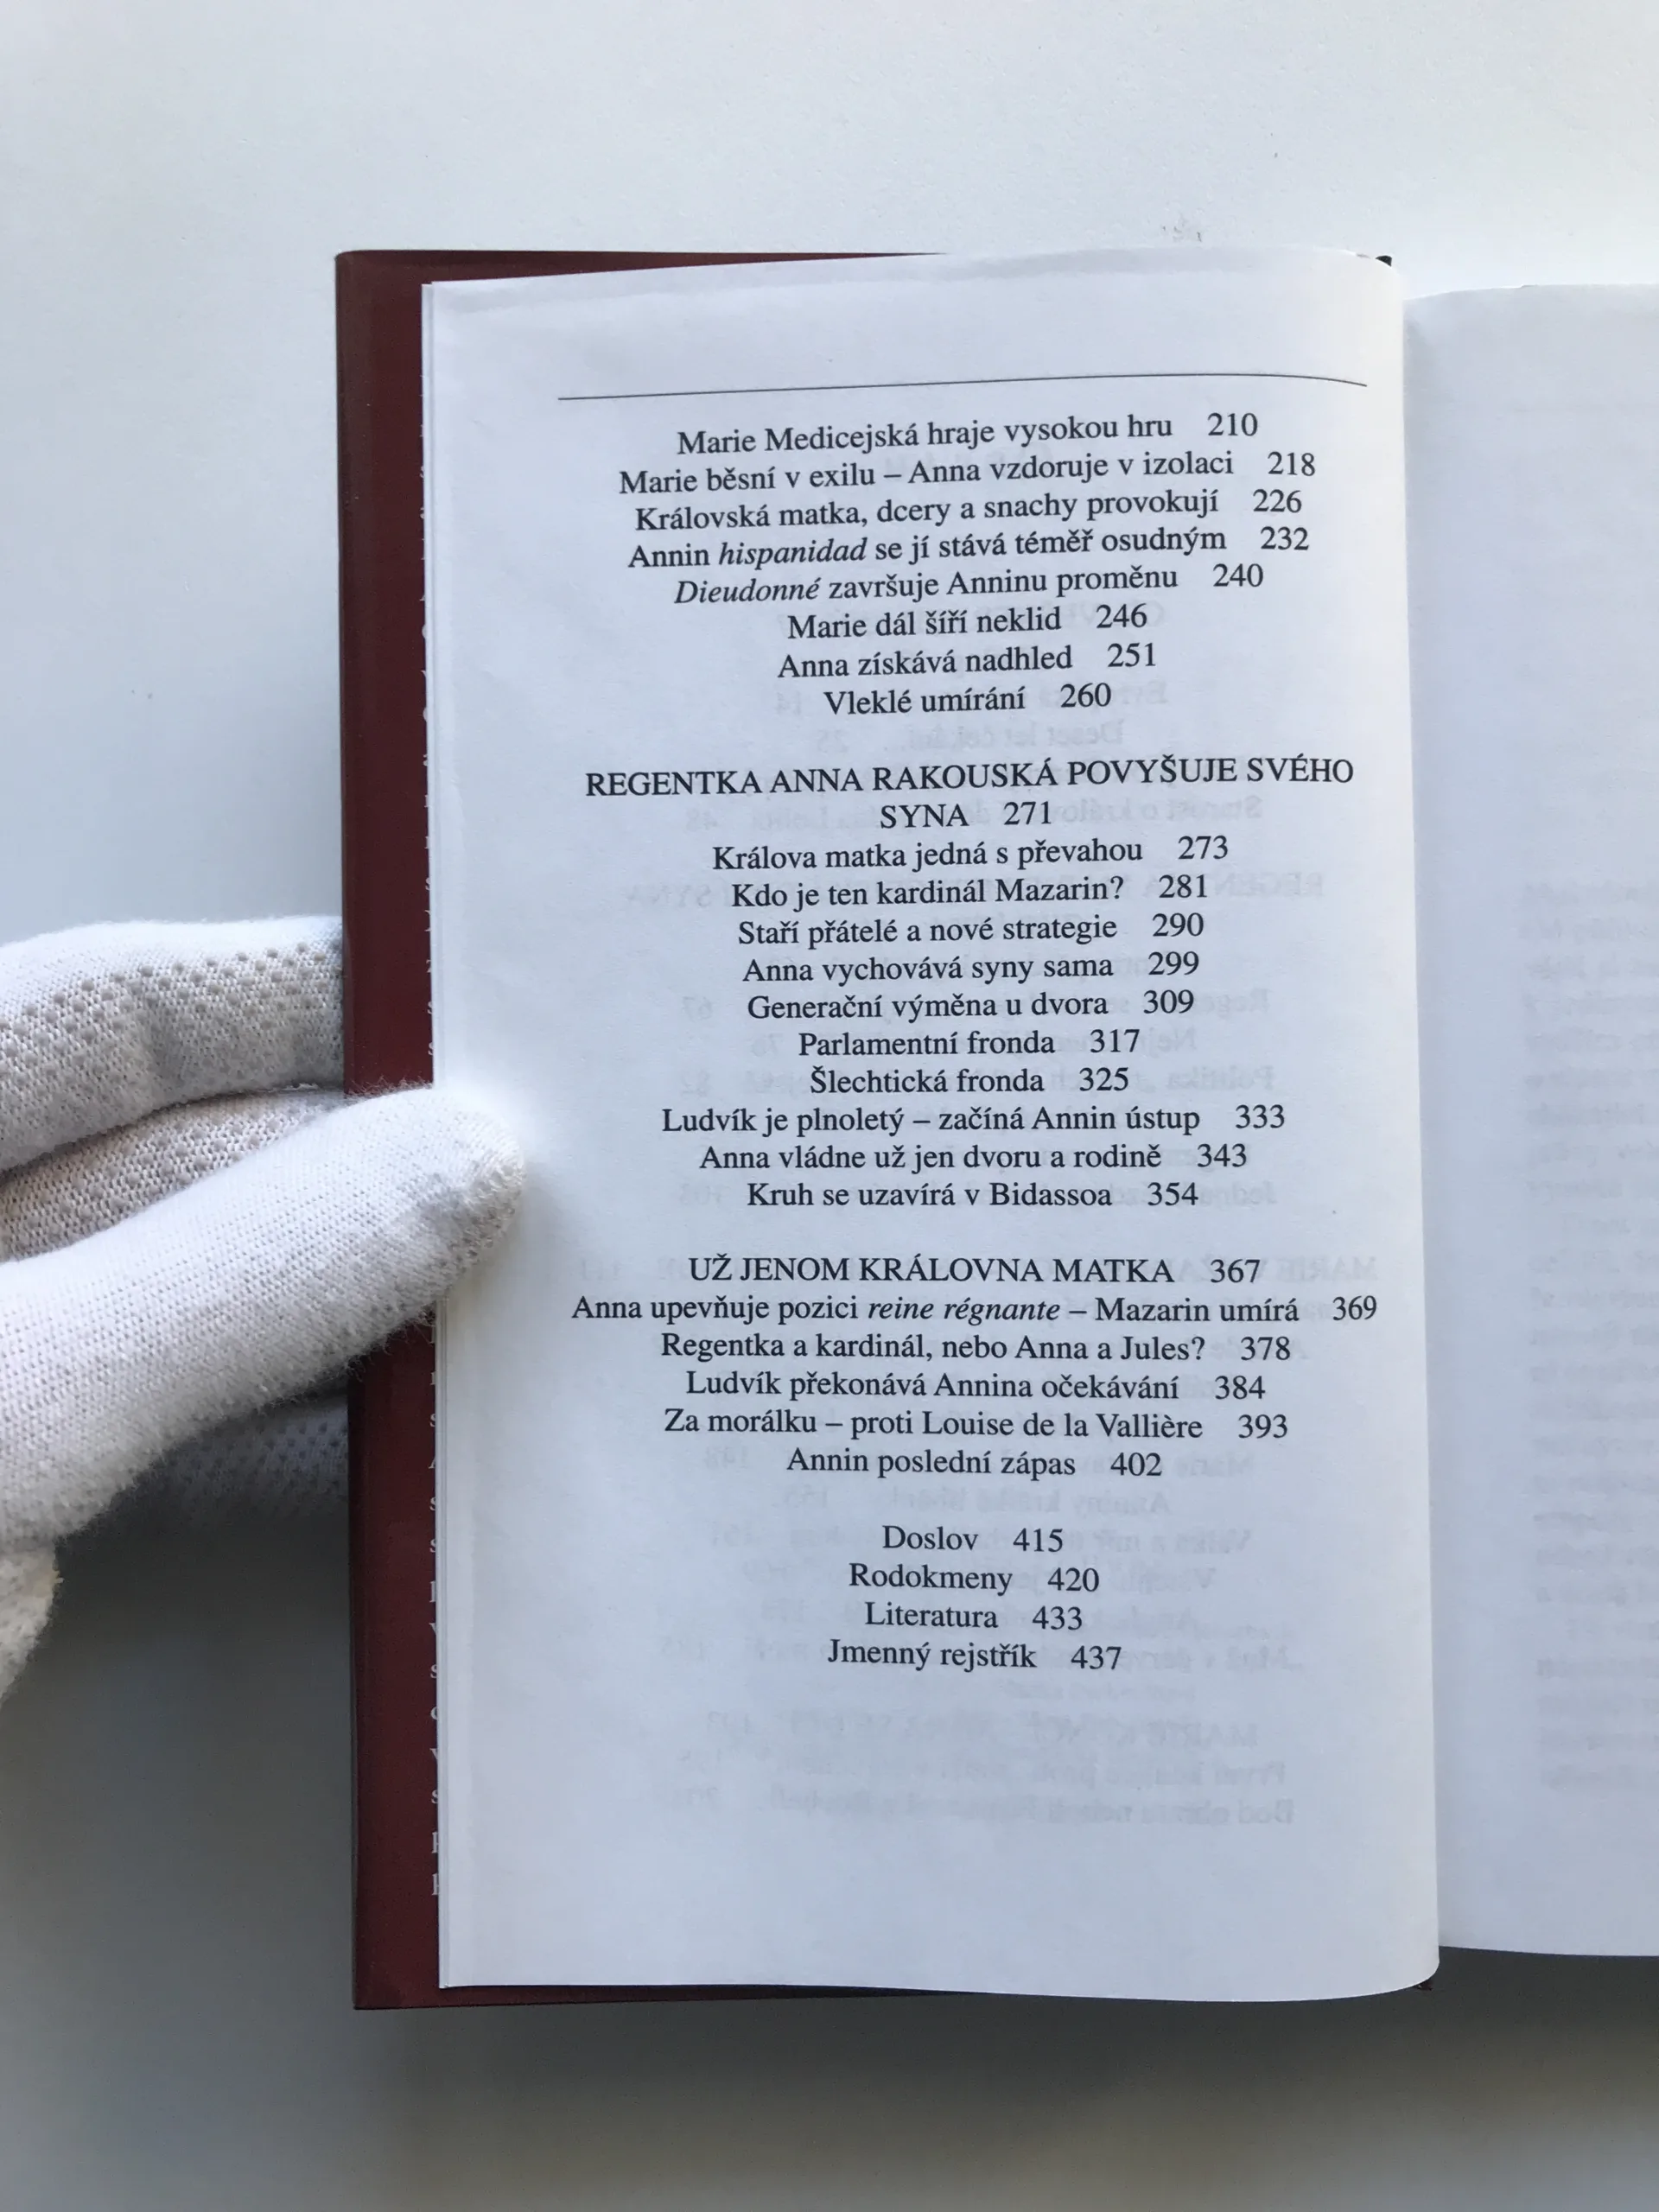 Marie Medicejská hraje vysokou hru 210
Marie běsní v exilu – Anna vzdoruje v izolaci 218
Královská matka, dcery a snachy provokují 226
Annin hispanidad se jí stává téměř osudným 232
Dieudonné završuje Anninu proměnu 240
Marie dál šíří neklid 246
Anna získává nadhled 251
Vleklé umírání 260
REGENTKA ANNA RAKOUSKÁ POVYŠUJE SVÉHO
SYNA 271
Králova matka jedná s převahou 273
Kdo je ten kardinál Mazarin? 281
Staří přátelé a nové strategie 290
Anna vychovává syny sama 299
Generační výměna u dvora 309
Parlamentní fronda 317
Šlechtická fronda 325
Ludvík je plnoletý – začíná Annin ústup 333
Anna vládne už jen dvoru a rodině 343
Kruh se uzavírá v Bidassoa 354
UŽ JENOM KRÁLOVNA MATKA 367
Anna upevňuje pozici reine régnante – Mazarin umírá 369
Regentka a kardinál, nebo Anna a Jules? 378
Ludvík překonává Annina očekávání 384
Za morálku – proti Louise de la Vallière 393
Annin poslední zápas 402
Doslov 415
Rodokmeny 420
Literatura 433
Jmenný rejstřík 437